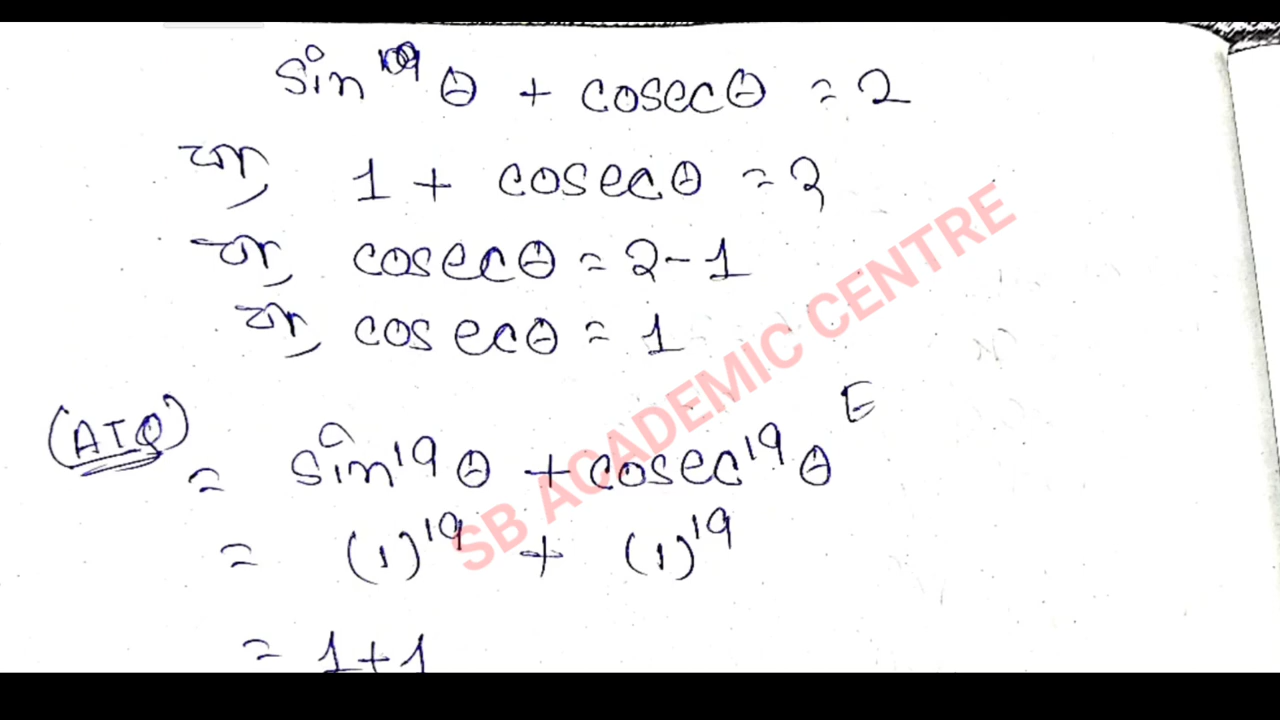 sin θ + cosecθ = 2
বা, 1 + cosecθ = 2
বা, cosecθ = 2-1
বা, cosecθ = 1
(ATQ)
= sin¹⁹θ + cosec¹⁹θ
= (1)¹⁹ + (1)¹⁹
= 1+1
SB ACADEMIC CENTRE